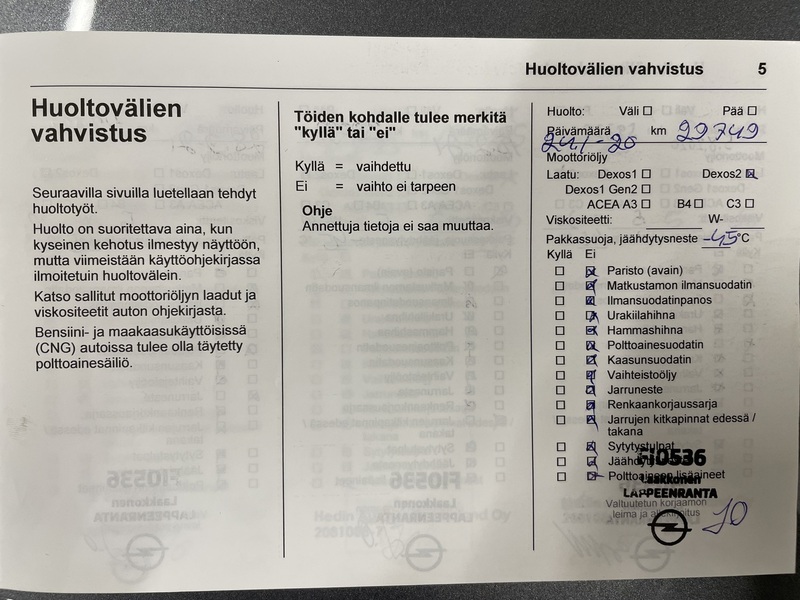 Huoltovälien vahvistus 5
Huoltovälien
vahvistus
Seuraavilla sivuilla luetellaan tehdyt
huoltotyöt.
Huolto on suoritettava aina, kun
kyseinen kehotus ilmestyy näyttöön,
mutta viimeistään käyttöohjekirjassa
ilmoitetuin huoltovälein.
Katso sallitut moottoriöljyn laadut ja
viskositeetit auton ohjekirjasta.
Bensiini- ja maakaasukäyttöisissä
(CNG) autoissa tulee olla täytetty
polttoainesäiliö.
Töiden kohdalle tulee merkitä
"kyllä" tai "ei"
Kyllä = vaihdettu
Ei = vaihto ei tarpeen
Ohje
Annettuja tietoja ei saa muuttaa.
Huolto: Väli Pää
Päivämäärä km 29749
Moottoriöljy
Laatu: Dexos1 Dexos2
Dexos1 Gen2
ACEA A3 B4 C3
Viskositeetti: W-
Pakkassuoja, jäähdytysneste -45°C
Kyllä Ei
Paristo (avain)
Matkustamon ilmansuodatin
Ilmansuodatinpanos
Urakiilahihna
Hammashihna
Polttoainesuodatin
Kaasunsuodatin
Vaihteistoöljy
Jarruneste
Renkaankorjaussarja
Jarrujen kitkapinnat edessä /
takana
Sytytystulpat
Polttoaineen lisäaineet
FI0536
Laakkonen
LAPPEENRANTA
Valtuutetun korjaamon
leima ja allekirjoitus